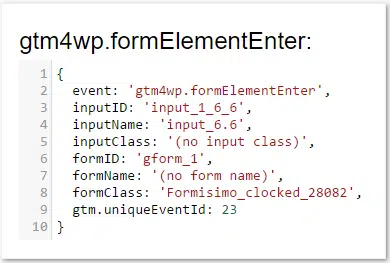 gtm4wp.formElementEnter:
1 {
2 event: 'gtm4wp.formElementEnter',
3 inputID: 'input_1_6_6',
4 inputName: 'input_6.6',
5 inputClass: '(no input class)',
6 formID: 'gform_1',
7 formName: '(no form name)',
8 formClass: 'Formisimo_clocked_28082',
9 gtm.uniqueEventId: 23
10 }